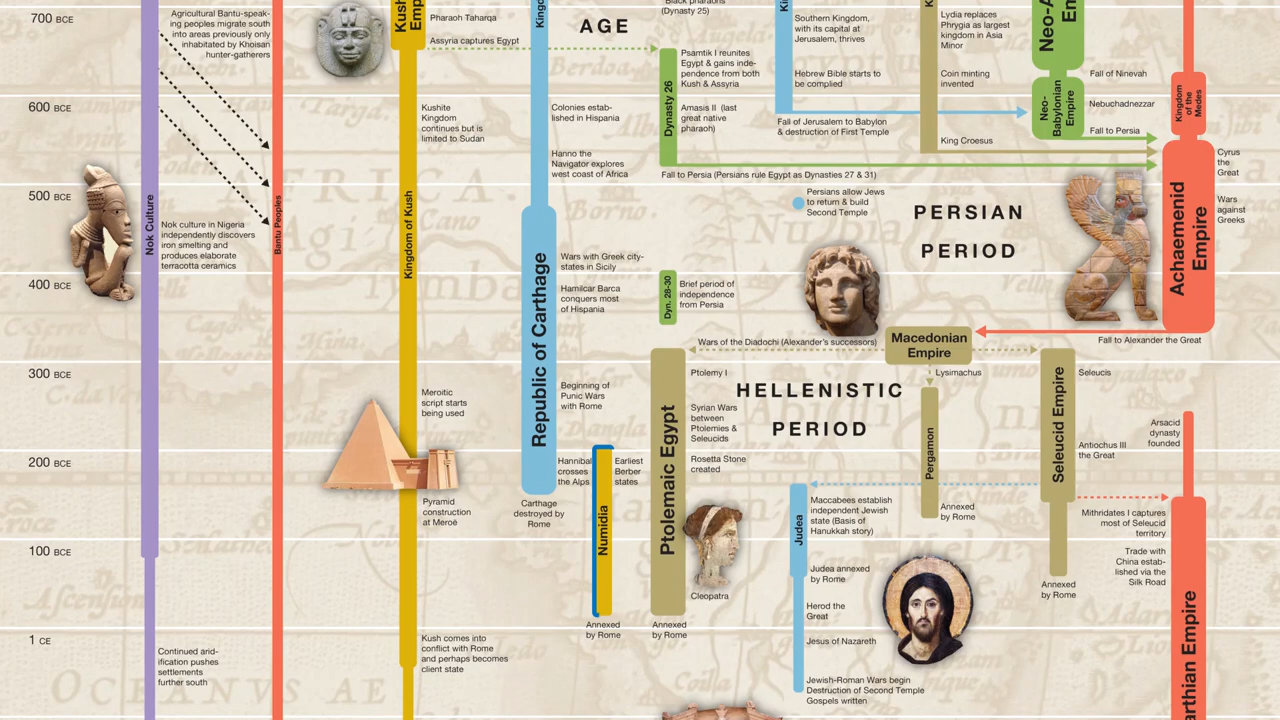 700 BCE
600 BCE
500 BCE
400 BCE
300 BCE
200 BCE
100 BCE
1 CE
Agricultural Bantu-speak-
ing peoples migrate south
into areas previously only
inhabited by Khoisan
hunter-gatherers
Nok Culture
Nok culture in Nigeria
independently discovers
iron smelting and
produces elaborate
terracotta ceramics
Continued arid-
ification pushes
settlements
further south
Bantu Peoples
Kush
Pharaoh Taharqa
Assyria captures Egypt
Kushite
Kingdom
continues but is
limited to Sudan
Kingdom of Kush
Meroitic
script starts
being used
Pyramid
construction
at Meroë
Kush comes into
conflict with Rome
and perhaps becomes
client state
AGE
Colonies estab-
lished in Hispania
Hanno the
Navigator explores
west coast of Africa
Republic of Carthage
Wars with Greek city-
states in Sicily
Hamilcar Barca
conquers most
of Hispania
Beginning of
Punic Wars
with Rome
Hannibal
crosses
the Alps
Carthage
destroyed by
Rome
Numidia
Earliest
Berber
states
Annexed
by Rome
"Black pharaohs"
(Dynasty 25)
Dynasty 26
Psamtik I reunites
Egypt & gains inde-
pendence from both
Kush & Assyria
Amasis II (last
great native
pharaoh)
Fall to Persia (Persians rule Egypt as Dynasties 27 & 31)
Dyn. 28-30
Brief period of
independence
from Persia
Wars of the Diadochi (Alexander's successors)
Ptolemaic Egypt
Ptolemy I
Syrian Wars
between
Ptolemies &
Seleucids
Rosetta Stone
created
Cleopatra
Annexed
by Rome
Southern Kingdom,
with its capital at
Jerusalem, thrives
Hebrew Bible starts to
be complied
Fall of Jerusalem to Babylon
& destruction of First Temple
Persians allow Jews
to return & build
Second Temple
PERSIAN
PERIOD
HELLENISTIC
PERIOD
Judea
Maccabees establish
independent Jewish
state (Basis of
Hanukkah story)
Judea annexed
by Rome
Herod the
Great
Jesus of Nazareth
Jewish-Roman Wars begin
Destruction of Second Temple
Gospels written
Lydia replaces
Phrygia as largest
kingdom in Asia
Minor
Coin minting
invented
King Croesus
Macedonian
Empire
Lysimachus
Pergamon
Annexed
by Rome
Neo-
Babylonian
Empire
Fall of Ninevah
Nebuchadnezzar
Fall to Persia
Kingdom
of the
Medes
Achaemenid
Empire
Cyrus
the
Great
Wars
against
Greeks
Fall to Alexander the Great
Seleucid Empire
Seleucis
Antiochus III
the Great
Annexed
by Rome
Arsacid
dynasty
founded
Mithridates I captures
most of Seleucid
territory
Trade with
China estab-
lished via the
Silk Road
arthian Empire